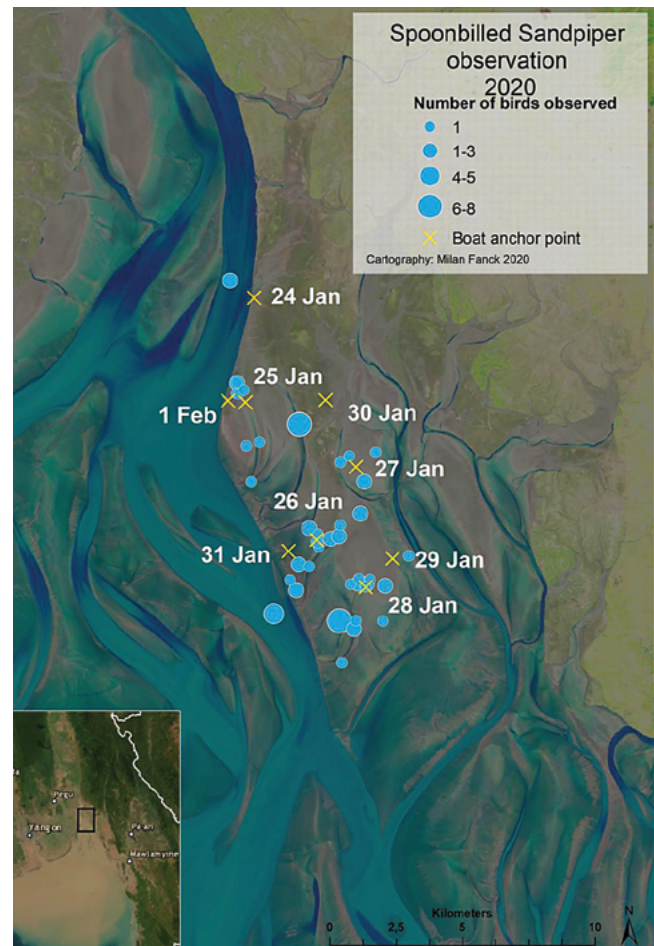 Spoonbilled Sandpiper
observation
2020
Number of birds observed
1
1-3
4-5
6-8
Boat anchor point
Cartography: Milan Fanck 2020
24 Jan
25 Jan
1 Feb
30 Jan
27 Jan
26 Jan
31 Jan
29 Jan
28 Jan
Pegu
Yangon
Pa'an
Mawlamyine
N
Kilometers
0 2,5 5 10